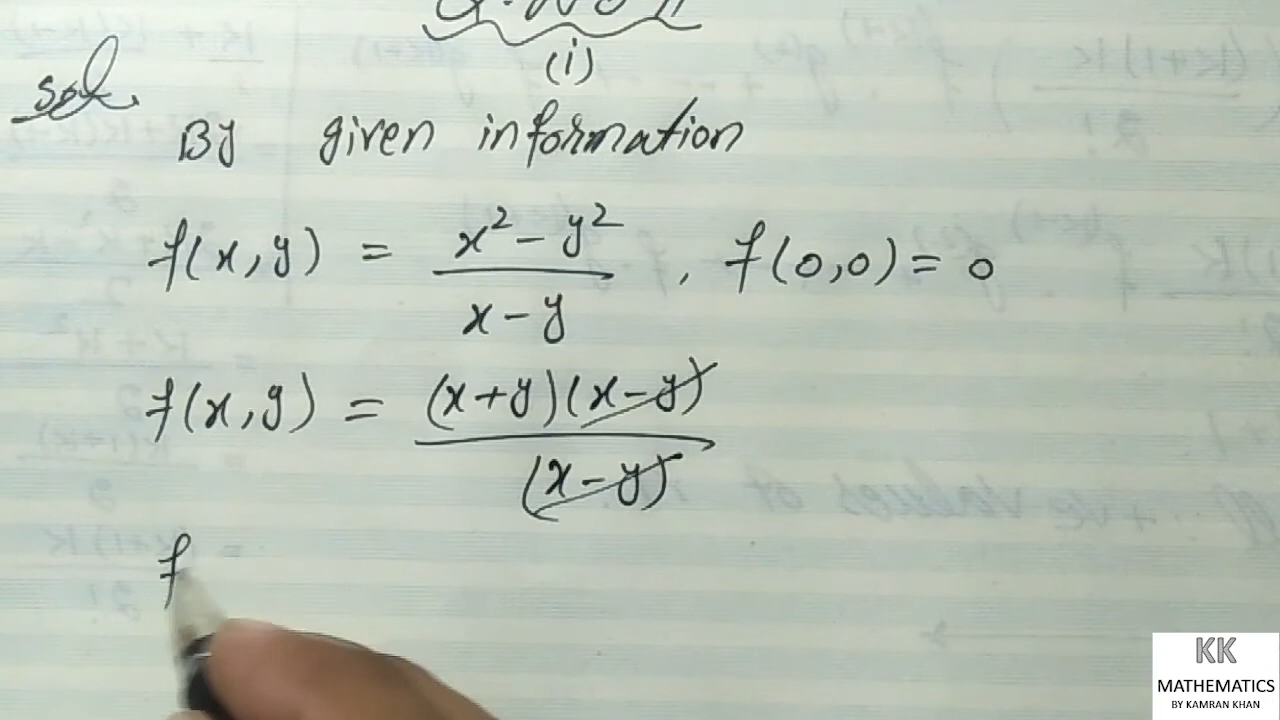 (i)
sol.
By given information
f(x,y) = x² - y² / x - y , f(0,0) = 0
f(x,y) = (x+y)(x-y) / (x-y)
f
KK
MATHEMATICS
BY KAMRAN KHAN